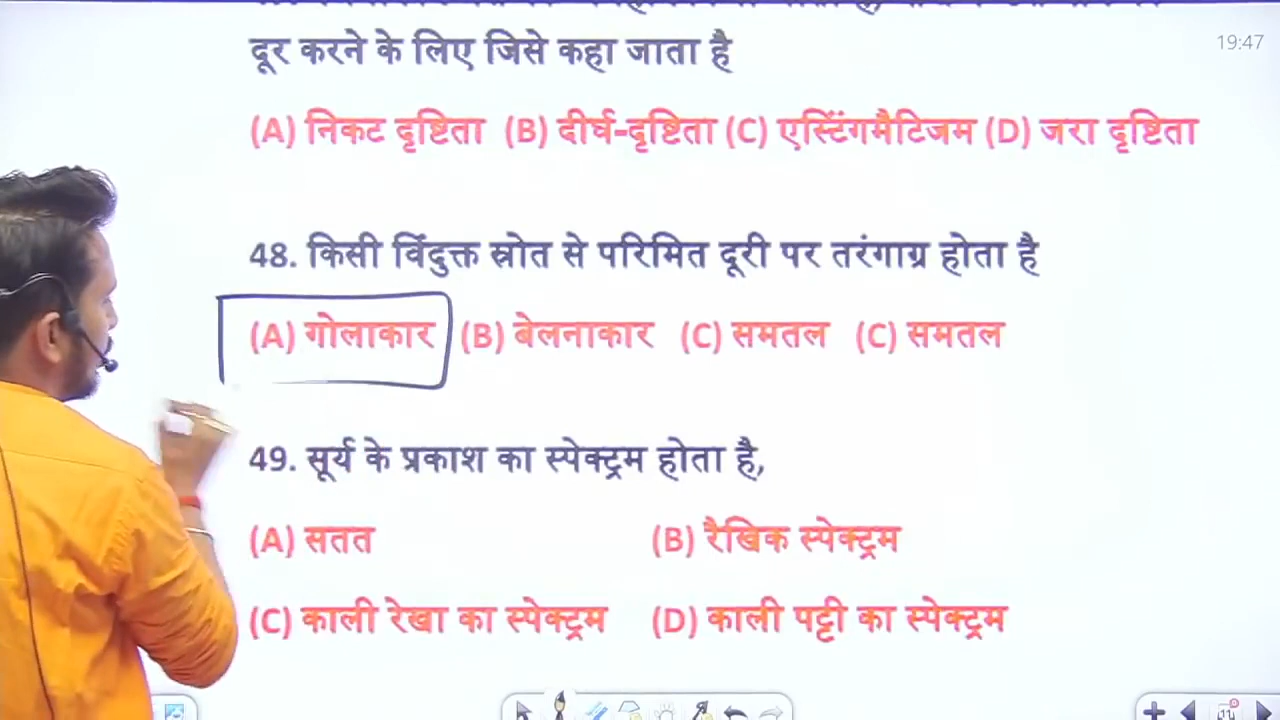 दूर करने के लिए जिसे कहा जाता है
19:47
(A) निकट दृष्टिता (B) दीर्घ-दृष्टिता (C) एस्टिंगमैटिजम (D) जरा दृष्टिता
48. किसी विंदुक्त स्रोत से परिमित दूरी पर तरंगाग्र होता है
(A) गोलाकार (B) बेलनाकार (C) समतल (C) समतल
49. सूर्य के प्रकाश का स्पेक्ट्रम होता है,
(A) सतत (B) रैखिक स्पेक्ट्रम
(C) काली रेखा का स्पेक्ट्रम (D) काली पट्टी का स्पेक्ट्रम